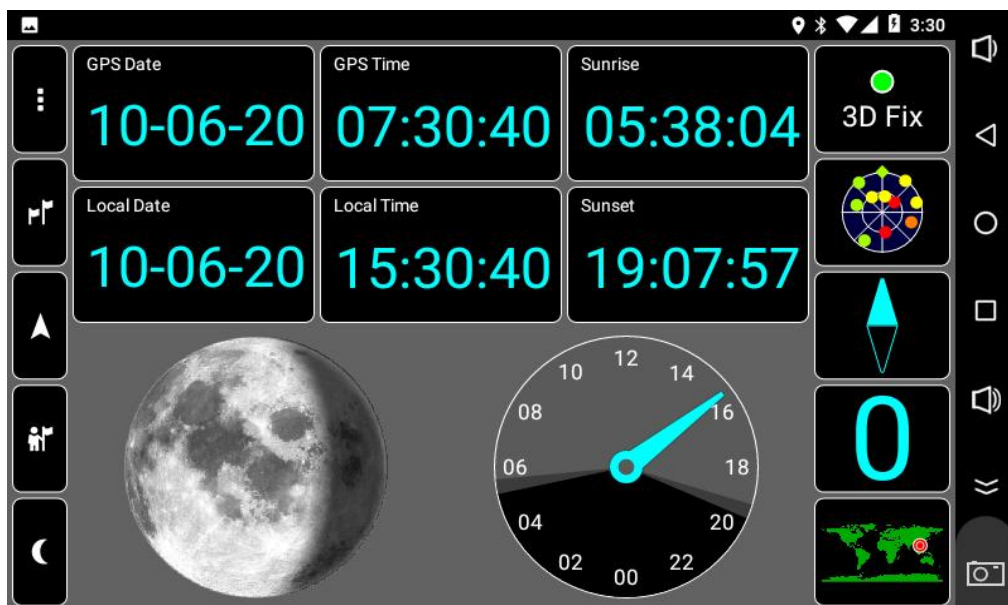 3:30
GPS Date
10-06-20
GPS Time
07:30:40
Sunrise
05:38:04
3D Fix
Local Date
10-06-20
Local Time
15:30:40
Sunset
19:07:57
12
10
14
08
16
06
18
04
20
02
22
00
0